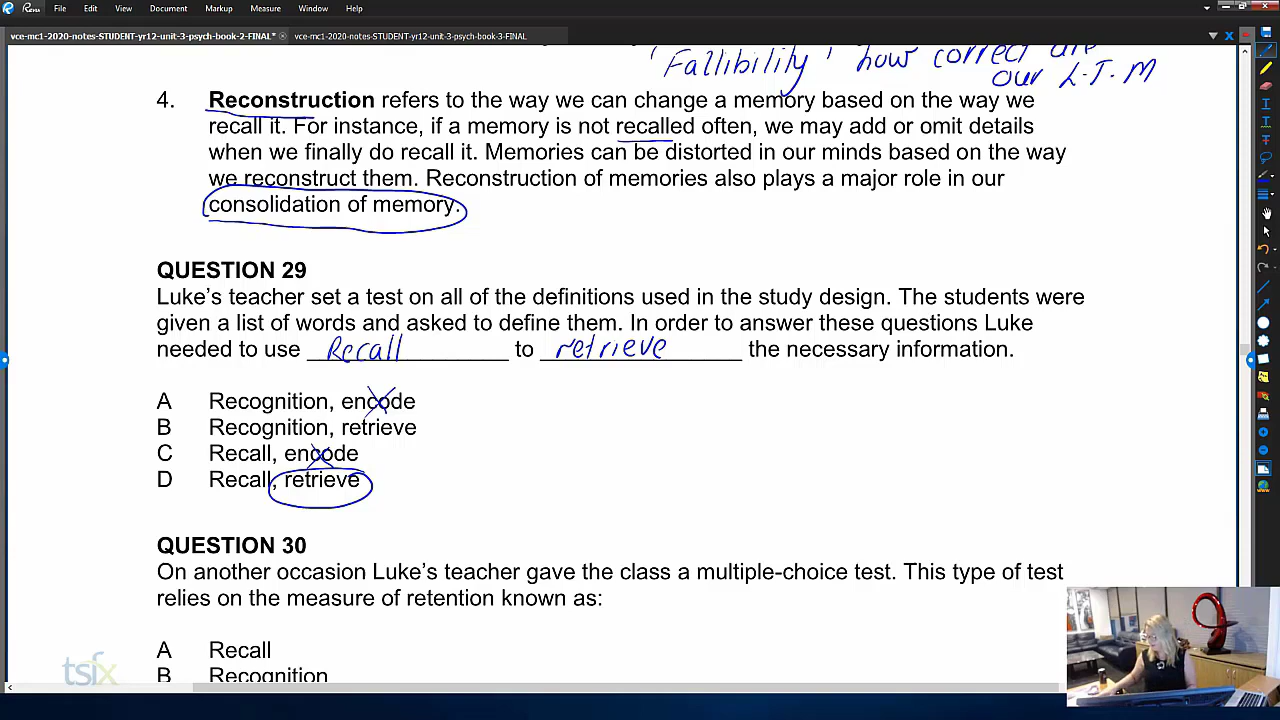 File Edit View Document Markup Measure Window Help
vce-mc1-2020-notes-STUDENT-yr12-unit-3-psych-book-2-FINAL* vce-mc1-2020-notes-STUDENT-yr12-unit-3-psych-book-3-FINAL
'Fallibility' how correct are
our L.T.M
4. Reconstruction refers to the way we can change a memory based on the way we
recall it. For instance, if a memory is not recalled often, we may add or omit details
when we finally do recall it. Memories can be distorted in our minds based on the way
we reconstruct them. Reconstruction of memories also plays a major role in our
consolidation of memory.
QUESTION 29
Luke's teacher set a test on all of the definitions used in the study design. The students were
given a list of words and asked to define them. In order to answer these questions Luke
needed to use Recall to retrieve the necessary information.
A Recognition, encode
B Recognition, retrieve
C Recall, encode
D Recall, retrieve
QUESTION 30
On another occasion Luke's teacher gave the class a multiple-choice test. This type of test
relies on the measure of retention known as:
A Recall
B Recognition
tsfx